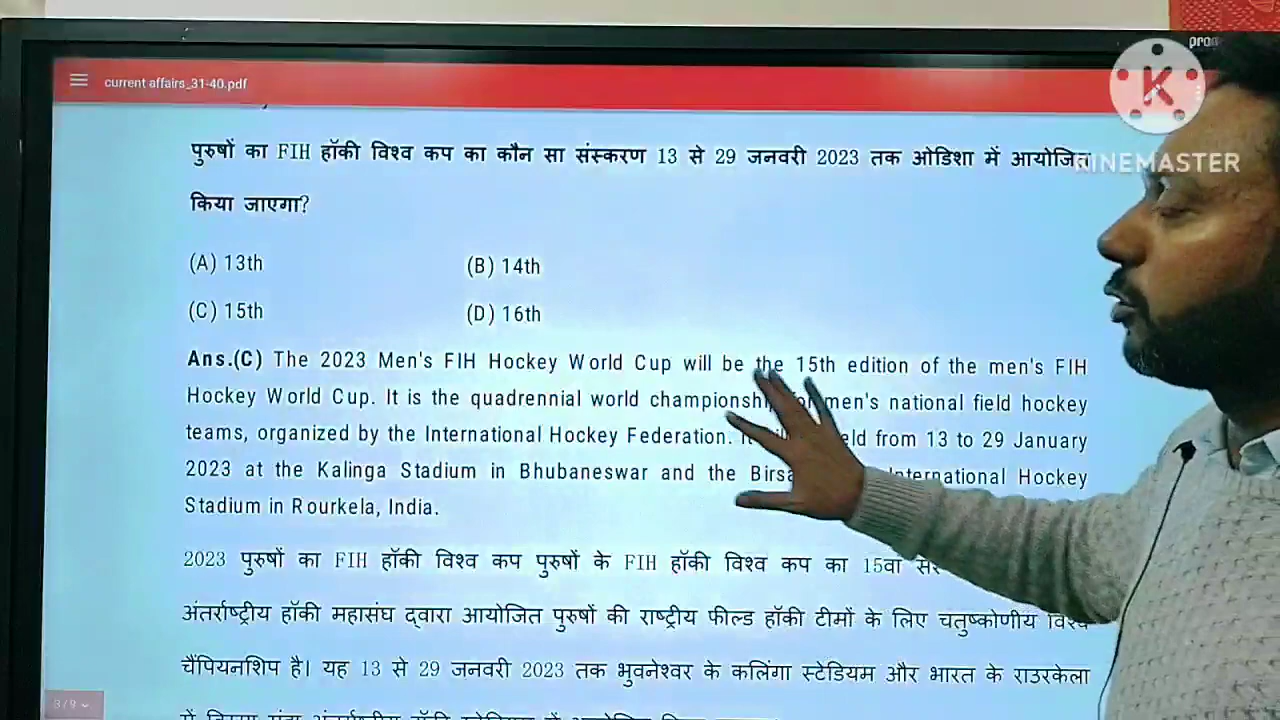 current affairs_31-40.pdf
K
KINEMASTER
पुरुषों का FIH हॉकी विश्व कप का कौन सा संस्करण 13 से 29 जनवरी 2023 तक ओडिशा में आयोजित
किया जाएगा?
(A) 13th (B) 14th
(C) 15th (D) 16th
Ans.(C) The 2023 Men's FIH Hockey World Cup will be the 15th edition of the men's FIH
Hockey World Cup. It is the quadrennial world championship for men's national field hockey
teams, organized by the International Hockey Federation. It held from 13 to 29 January
2023 at the Kalinga Stadium in Bhubaneswar and the Birsa International Hockey
Stadium in Rourkela, India.
2023 पुरुषों का FIH हॉकी विश्व कप पुरुषों के FIH हॉकी विश्व कप का 15वा
अंतर्राष्ट्रीय हॉकी महासंघ द्वारा आयोजित पुरुषों की राष्ट्रीय फील्ड हॉकी टीमों के लिए चतुष्कोणीय विश्व
चैंपियनशिप है। यह 13 से 29 जनवरी 2023 तक भुवनेश्वर के कलिंगा स्टेडियम और भारत के राउरकेला